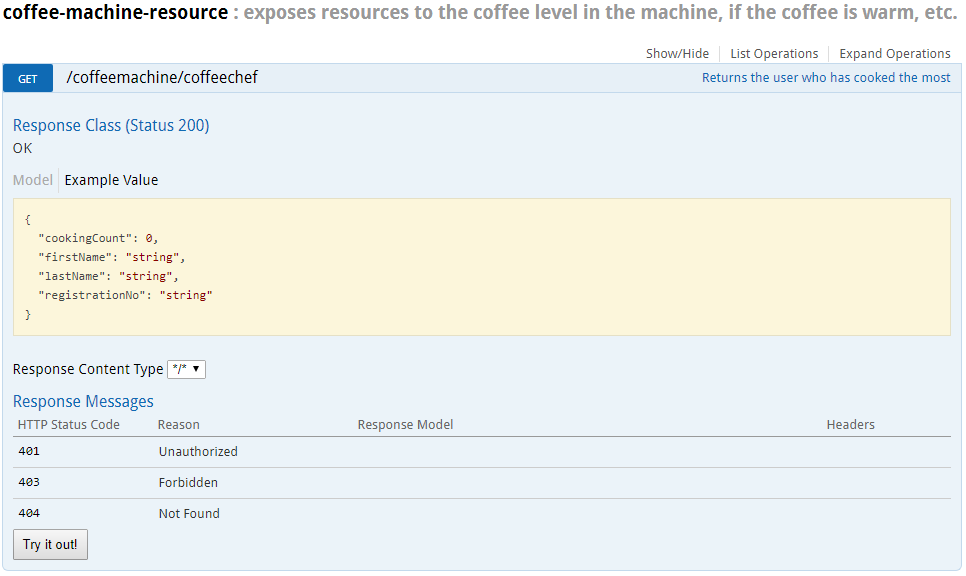 coffee-machine-resource : exposes resources to the coffee level in the machine, if the coffee is warm, etc.
Show/Hide List Operations Expand Operations
GET /coffeemachine/coffeechef Returns the user who has cooked the most
Response Class (Status 200)
OK
Model Example Value
{
"cookingCount": 0,
"firstName": "string",
"lastName": "string",
"registrationNo": "string"
}
Response Content Type */*
Response Messages
HTTP Status Code Reason Response Model Headers
401 Unauthorized
403 Forbidden
404 Not Found
Try it out!